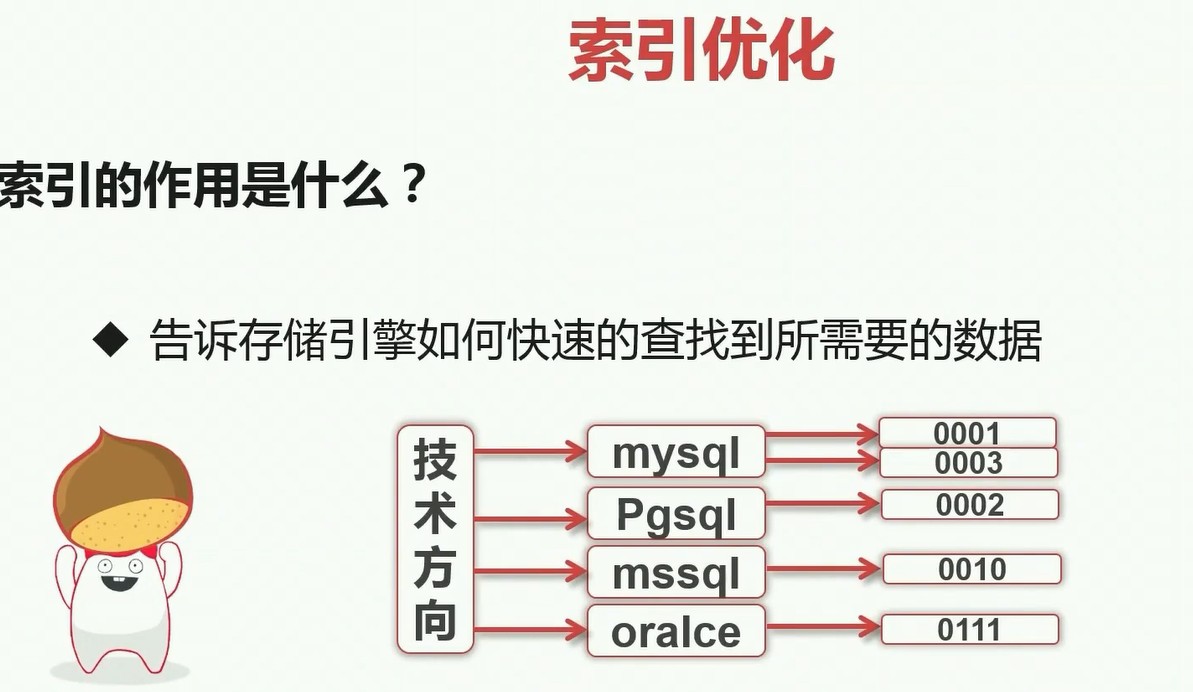 索引优化
索引的作用是什么？
◆ 告诉存储引擎如何快速的查找到所需要的数据
技术方向
mysql
0001
0003
Pgsql
0002
mssql
0010
oralce
0111